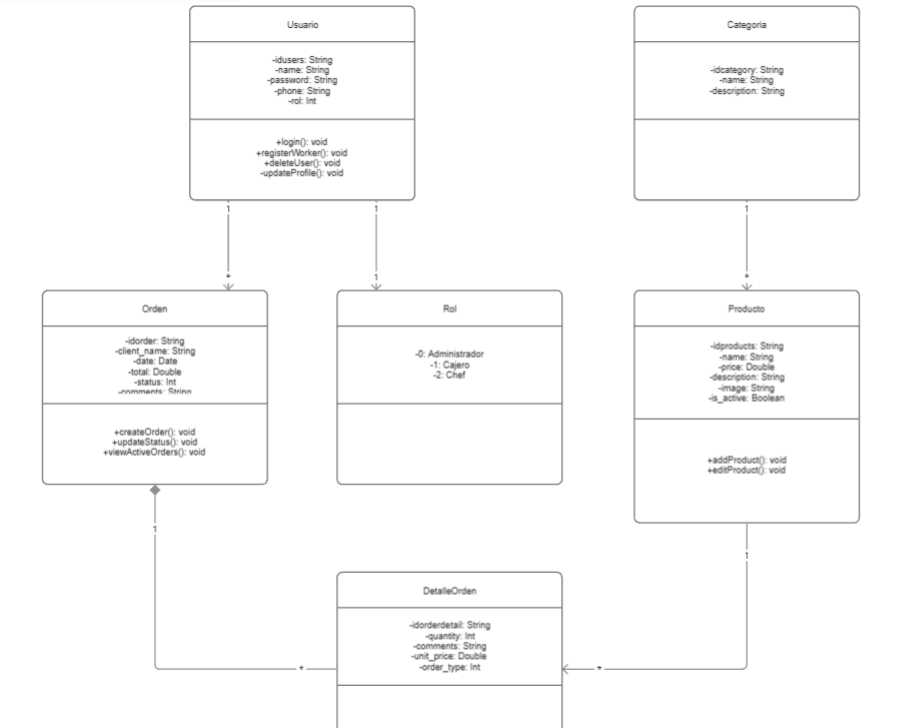 Usuario
-idusers: String
-name: String
-password: String
-phone: String
-rol: Int
+login(): void
+registerWorker(): void
+deleteUser(): void
-updateProfile(): void
Categoria
-idcategory: String
-name: String
-description: String
1
*
1
1
1
*
Orden
-idorder: String
-client_name: String
-date: Date
-total: Double
-status: Int
-comments: String
+createOrder(): void
+updateStatus(): void
+viewActiveOrders(): void
Rol
-0: Administrador
-1: Cajero
-2: Chef
Producto
-idproducts: String
-name: String
-price: Double
-description: String
-image: String
-is_active: Boolean
+addProduct(): void
+editProduct(): void
1
*
1
*
DetalleOrden
-idorderdetail: String
-quantity: Int
-comments: String
-unit_price: Double
-order_type: Int